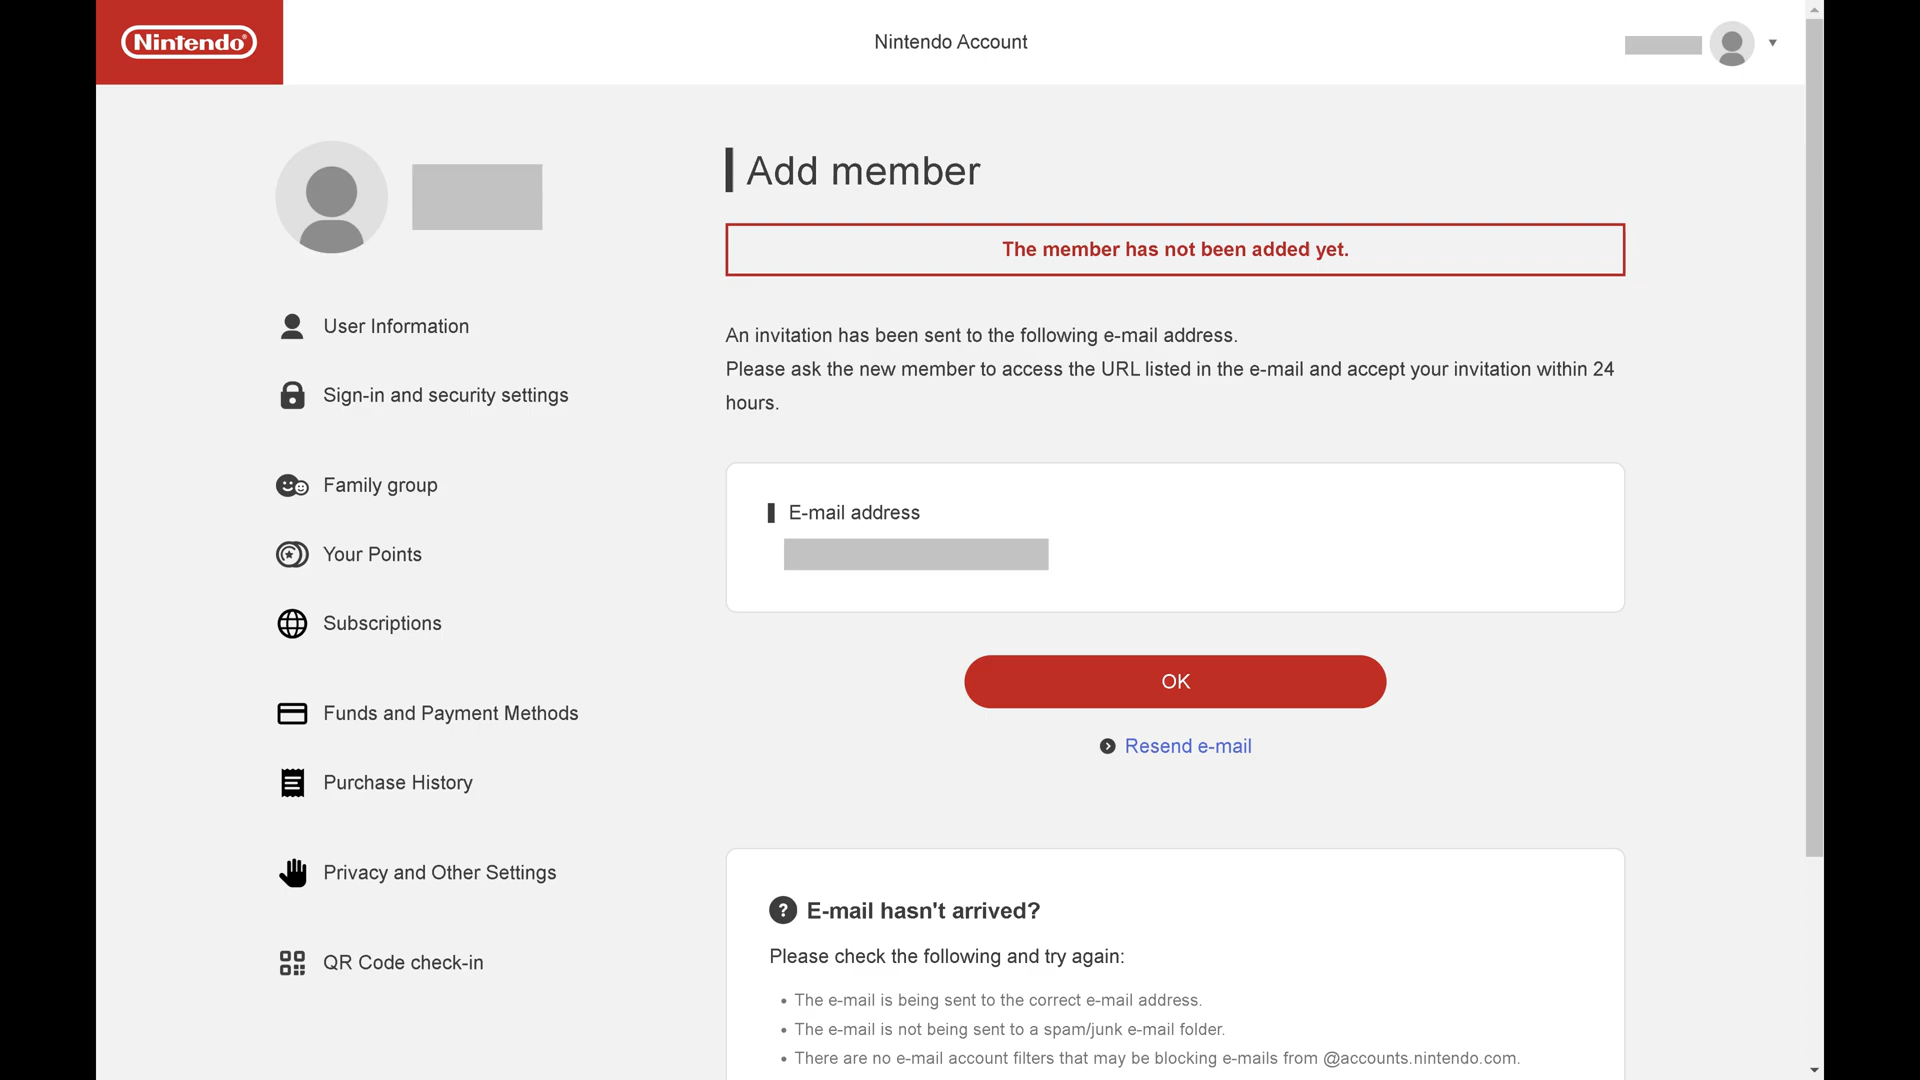 Nintendo®
Nintendo Account
User Information
Sign-in and security settings
Family group
Your Points
Subscriptions
Funds and Payment Methods
Purchase History
Privacy and Other Settings
QR Code check-in
Add member
The member has not been added yet.
An invitation has been sent to the following e-mail address.
Please ask the new member to access the URL listed in the e-mail and accept your invitation within 24
hours.
E-mail address
OK
Resend e-mail
? E-mail hasn't arrived?
Please check the following and try again:
• The e-mail is being sent to the correct e-mail address.
• The e-mail is not being sent to a spam/junk e-mail folder.
• There are no e-mail account filters that may be blocking e-mails from @accounts.nintendo.com.